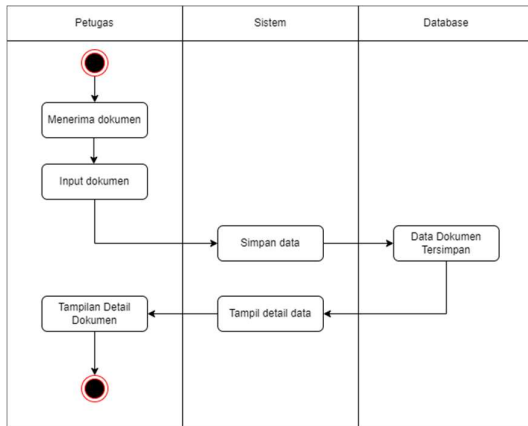 Petugas
Sistem
Database
Menerima dokumen
Input dokumen
Simpan data
Data Dokumen
Tersimpan
Tampilan Detail
Dokumen
Tampil detail data